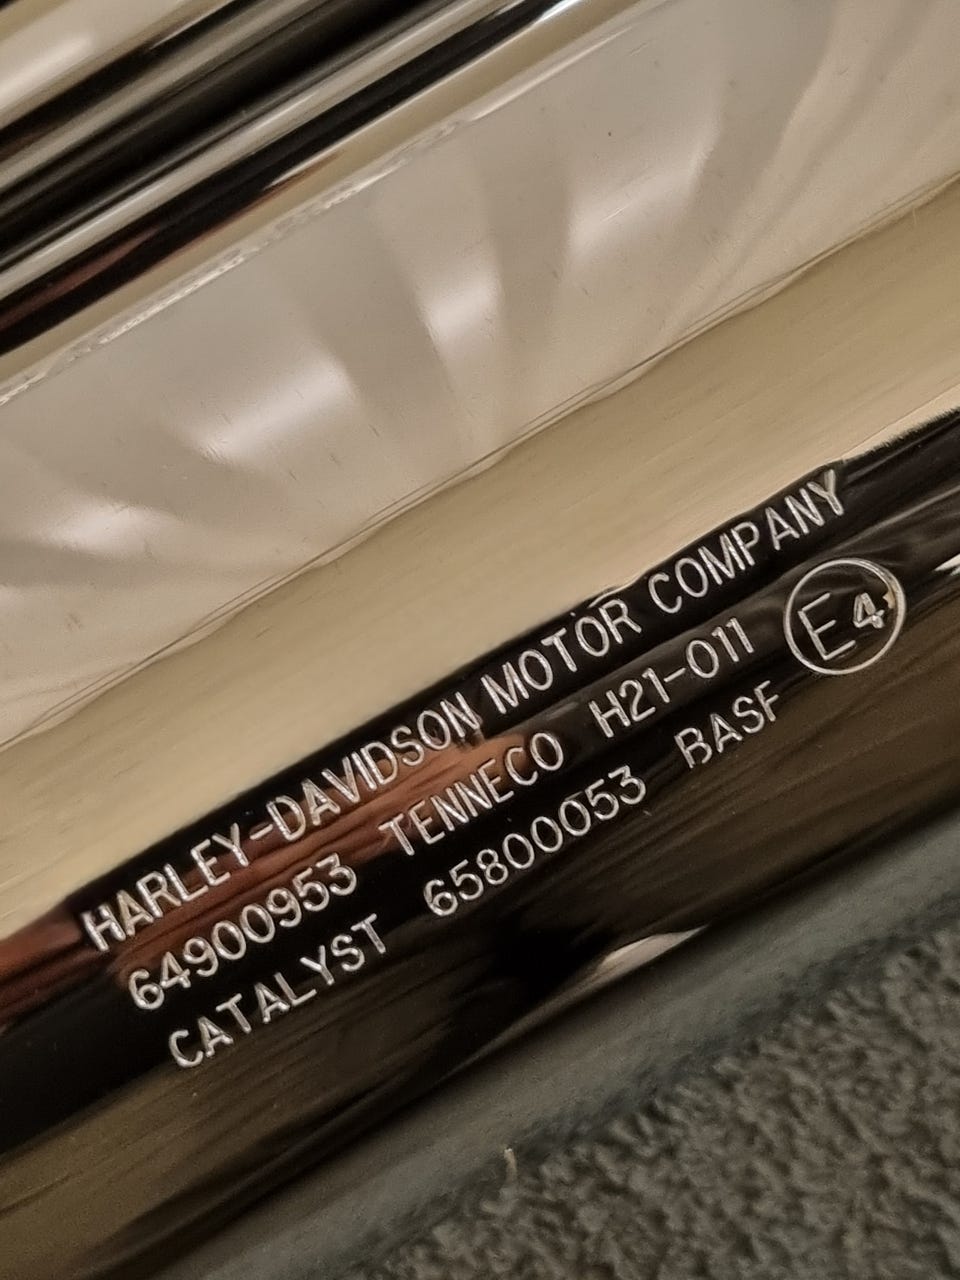 HARLEY-DAVIDSON MOTOR COMPANY
64900953 TENNECO H21-011 E4
CATALYST 65800053 BASF